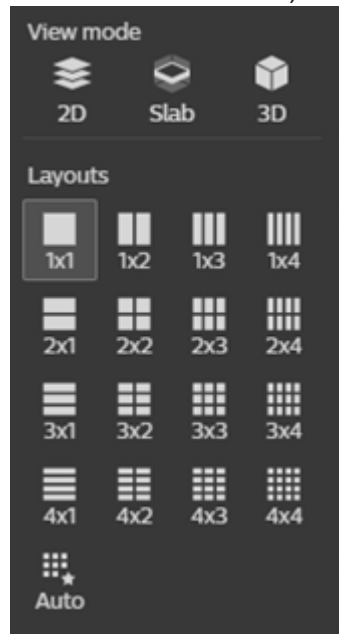 View mode
2D Slab 3D
Layouts
1x1 1x2 1x3 1x4
2x1 2x2 2x3 2x4
3x1 3x2 3x3 3x4
4x1 4x2 4x3 4x4
Auto